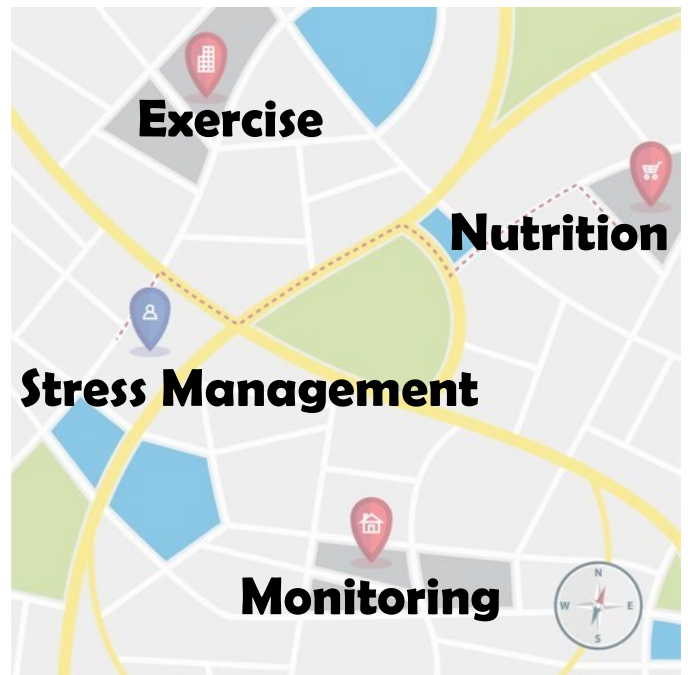 Exercise
Nutrition
Stress Management
Monitoring
N
W E
S